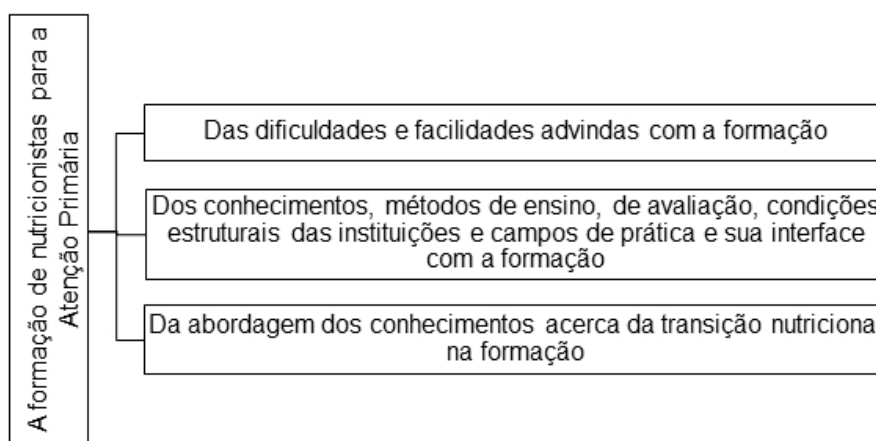 A formação de nutricionistas para a
Atenção Primária
Das dificuldades e facilidades advindas com a formação
Dos conhecimentos, métodos de ensino, de avaliação, condições
estruturais das instituições e campos de prática e sua interface
com a formação
Da abordagem dos conhecimentos acerca da transição nutriciona
na formação